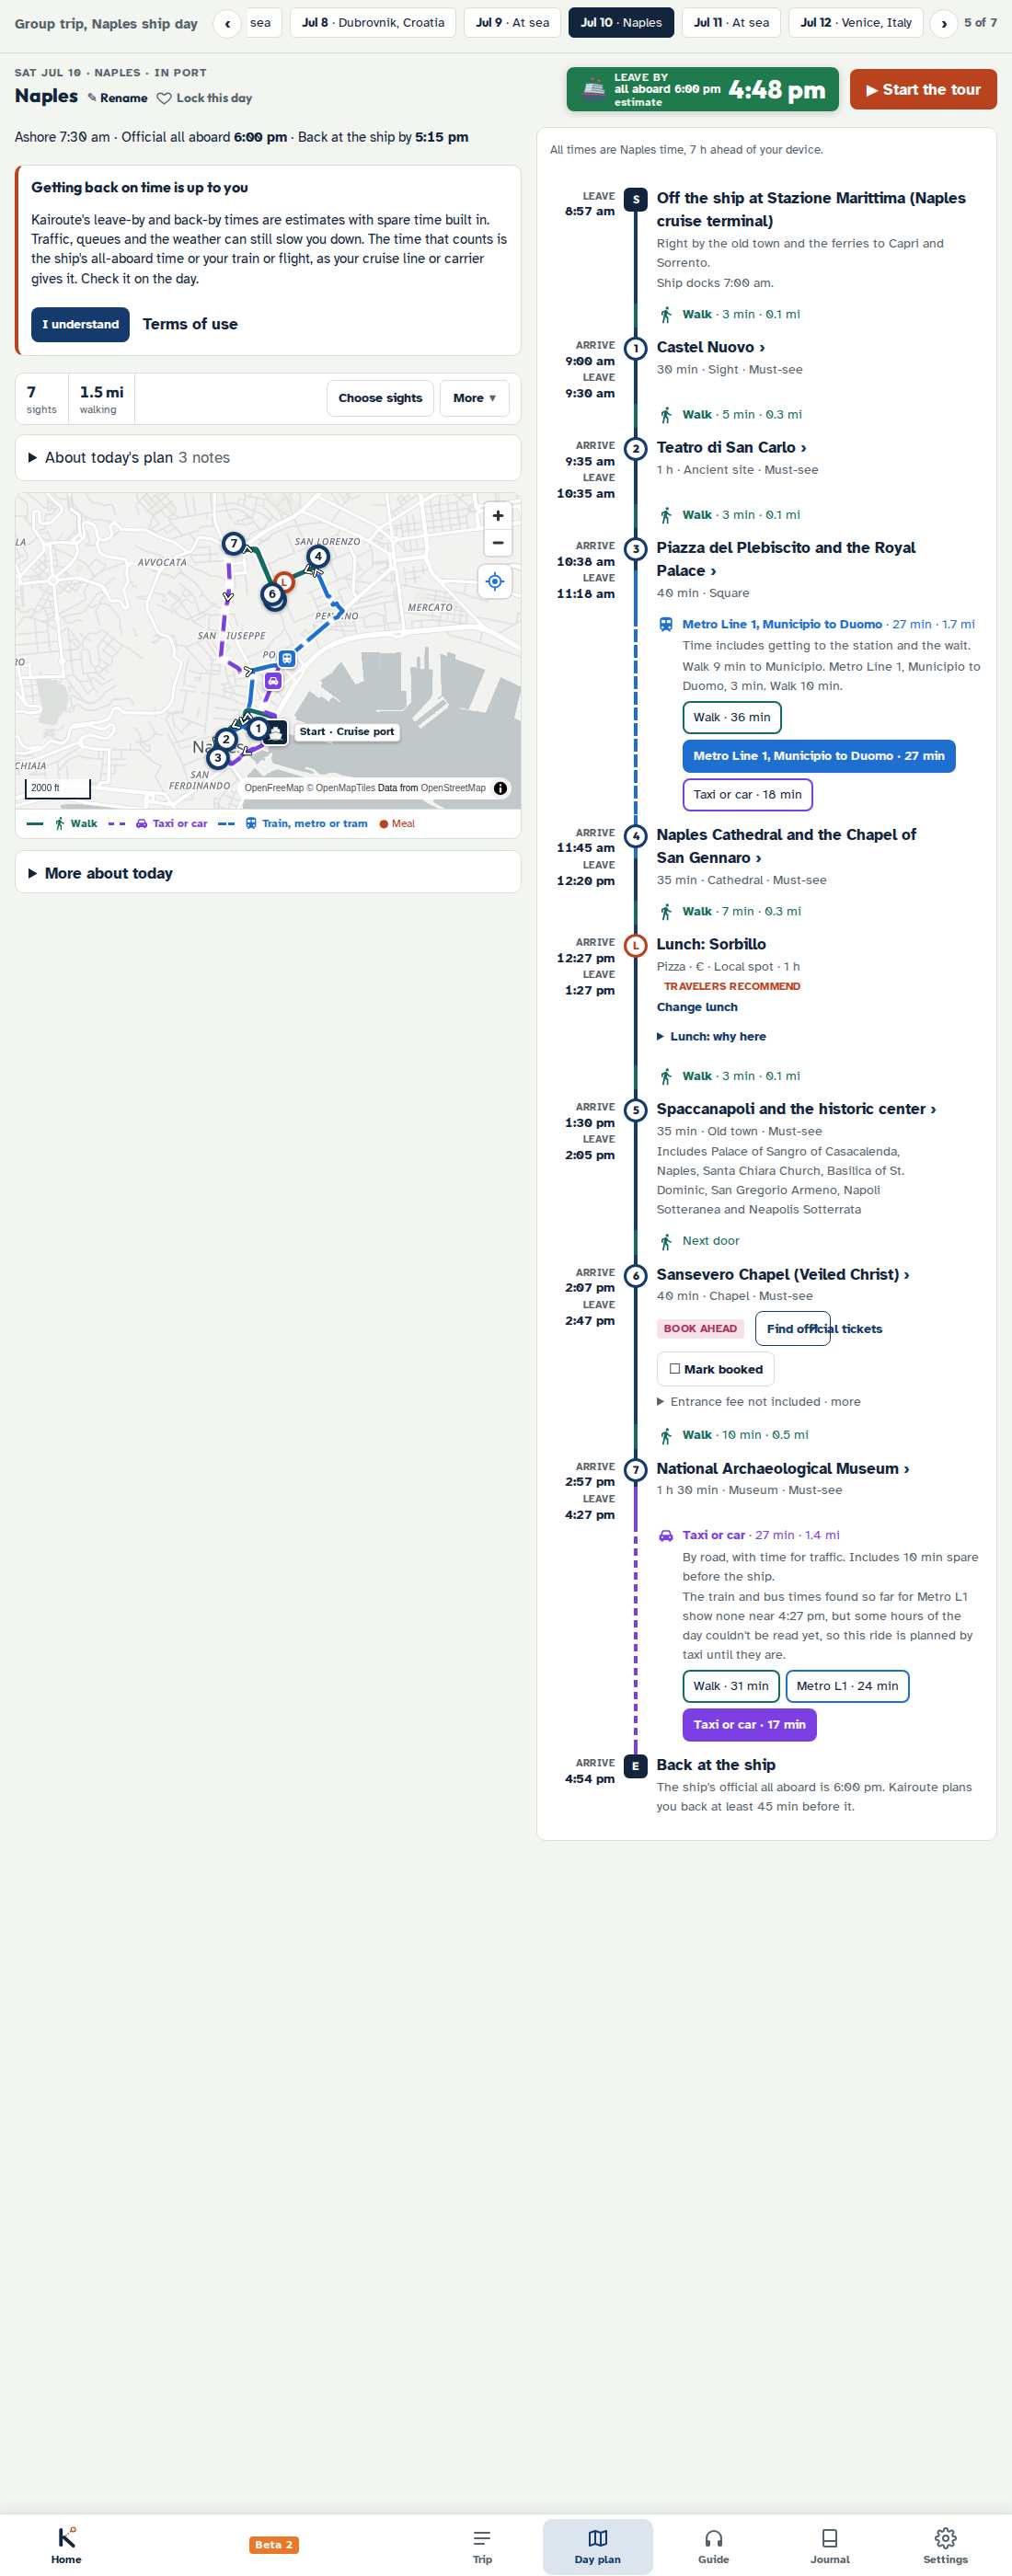 Group trip, Naples ship day
‹
sea
Jul 8 · Dubrovnik, Croatia
Jul 9 · At sea
Jul 10 · Naples
Jul 11 · At sea
Jul 12 · Venice, Italy
›
5 of 7
SAT JUL 10 · NAPLES · IN PORT
Naples ✎ Rename ♡ Lock this day
LEAVE BY
all aboard 6:00 pm
estimate
4:48 pm
▶ Start the tour
Ashore 7:30 am · Official all aboard 6:00 pm · Back at the ship by 5:15 pm
Getting back on time is up to you
Kairoute's leave-by and back-by times are estimates with spare time built in.
Traffic, queues and the weather can still slow you down. The time that counts is
the ship's all-aboard time or your train or flight, as your cruise line or carrier
gives it. Check it on the day.
I understand
Terms of use
7
sights
1.5 mi
walking
Choose sights
More ▼
▶ About today's plan 3 notes
LA
AVVOCATA
SAN LORENZO
MERCATO
PEN NO
SAN IUSEPPE
PO
RO
CHIAIA
Na s
SAN
FERDINANDO
7
4
L
6
1
2
3
Start · Cruise port
+
−
2000 ft
OpenFreeMap © OpenMapTiles Data from OpenStreetMap
Walk
Taxi or car
Train, metro or tram
Meal
▶ More about today
All times are Naples time, 7 h ahead of your device.
LEAVE
8:57 am
S
Off the ship at Stazione Marittima (Naples
cruise terminal)
Right by the old town and the ferries to Capri and
Sorrento.
Ship docks 7:00 am.
Walk · 3 min · 0.1 mi
ARRIVE
9:00 am
LEAVE
9:30 am
1
Castel Nuovo ›
30 min · Sight · Must-see
Walk · 5 min · 0.3 mi
ARRIVE
9:35 am
LEAVE
10:35 am
2
Teatro di San Carlo ›
1 h · Ancient site · Must-see
Walk · 3 min · 0.1 mi
ARRIVE
10:38 am
LEAVE
11:18 am
3
Piazza del Plebiscito and the Royal
Palace ›
40 min · Square
Metro Line 1, Municipio to Duomo · 27 min · 1.7 mi
Time includes getting to the station and the wait.
Walk 9 min to Municipio. Metro Line 1, Municipio to
Duomo, 3 min. Walk 10 min.
Walk · 36 min
Metro Line 1, Municipio to Duomo · 27 min
Taxi or car · 18 min
ARRIVE
11:45 am
LEAVE
12:20 pm
4
Naples Cathedral and the Chapel of
San Gennaro ›
35 min · Cathedral · Must-see
Walk · 7 min · 0.3 mi
ARRIVE
12:27 pm
LEAVE
1:27 pm
L
Lunch: Sorbillo
Pizza · € · Local spot · 1 h
TRAVELERS RECOMMEND
Change lunch
▶ Lunch: why here
Walk · 3 min · 0.1 mi
ARRIVE
1:30 pm
LEAVE
2:05 pm
5
Spaccanapoli and the historic center ›
35 min · Old town · Must-see
Includes Palace of Sangro of Casacalenda,
Naples, Santa Chiara Church, Basilica of St.
Dominic, San Gregorio Armeno, Napoli
Sotteranea and Neapolis Sotterrata
Next door
ARRIVE
2:07 pm
LEAVE
2:47 pm
6
Sansevero Chapel (Veiled Christ) ›
40 min · Chapel · Must-see
BOOK AHEAD
Find official tickets
☐ Mark booked
▶ Entrance fee not included · more
Walk · 10 min · 0.5 mi
ARRIVE
2:57 pm
LEAVE
4:27 pm
7
National Archaeological Museum ›
1 h 30 min · Museum · Must-see
Taxi or car · 27 min · 1.4 mi
By road, with time for traffic. Includes 10 min spare
before the ship.
The train and bus times found so far for Metro L1
show none near 4:27 pm, but some hours of the
day couldn't be read yet, so this ride is planned by
taxi until they are.
Walk · 31 min
Metro L1 · 24 min
Taxi or car · 17 min
ARRIVE
4:54 pm
E
Back at the ship
The ship's official all aboard is 6:00 pm. Kairoute plans
you back at least 45 min before it.
Home
Beta 2
Trip
Day plan
Guide
Journal
Settings